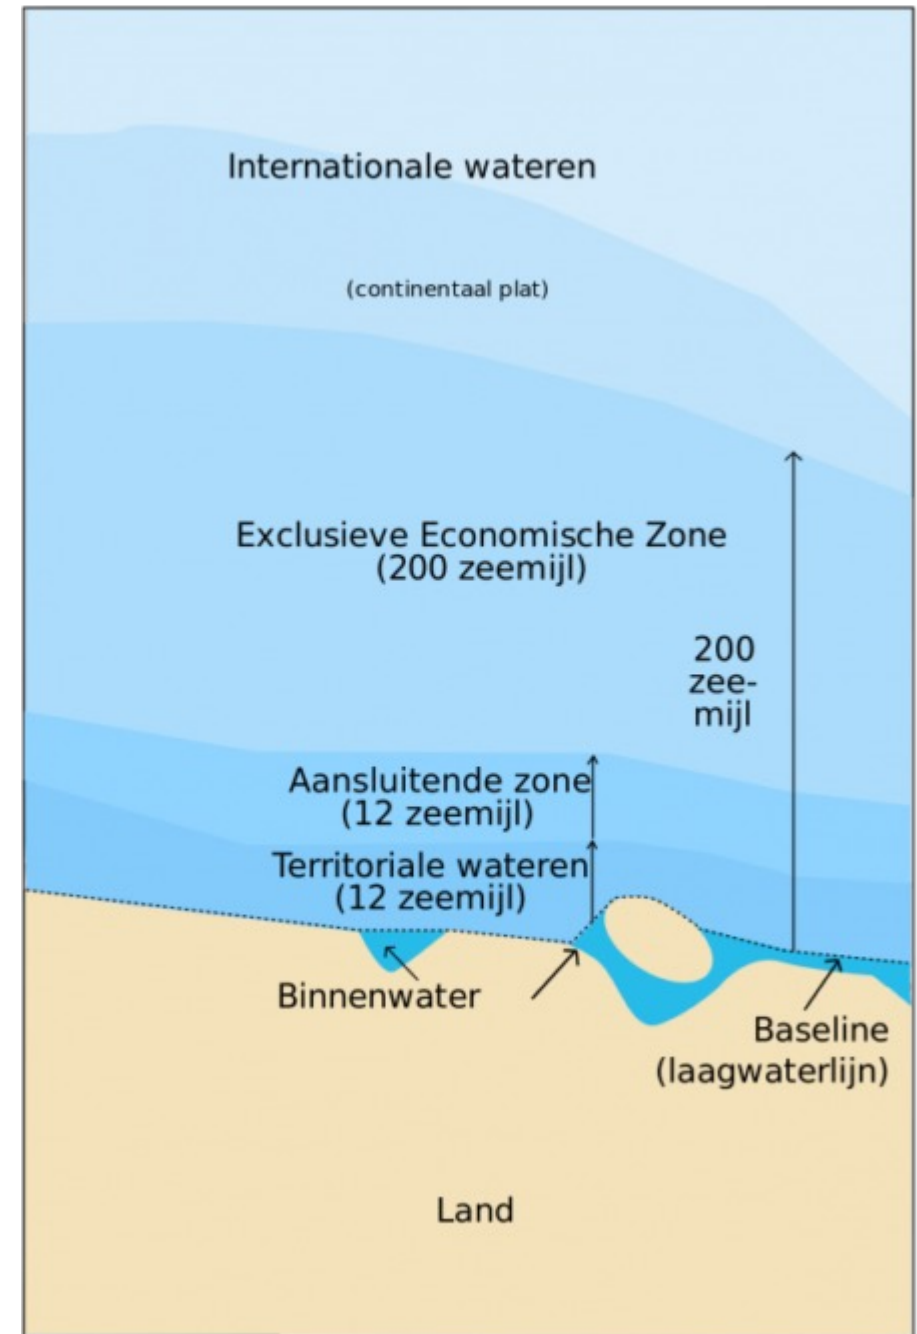 Internationale wateren
(continentaal plat)
Exclusieve Economische Zone
(200 zeemijl)
200
zee-
mijl
Aansluitende zone
(12 zeemijl)
Territoriale wateren
(12 zeemijl)
Binnenwater
Baseline
(laagwaterlijn)
Land